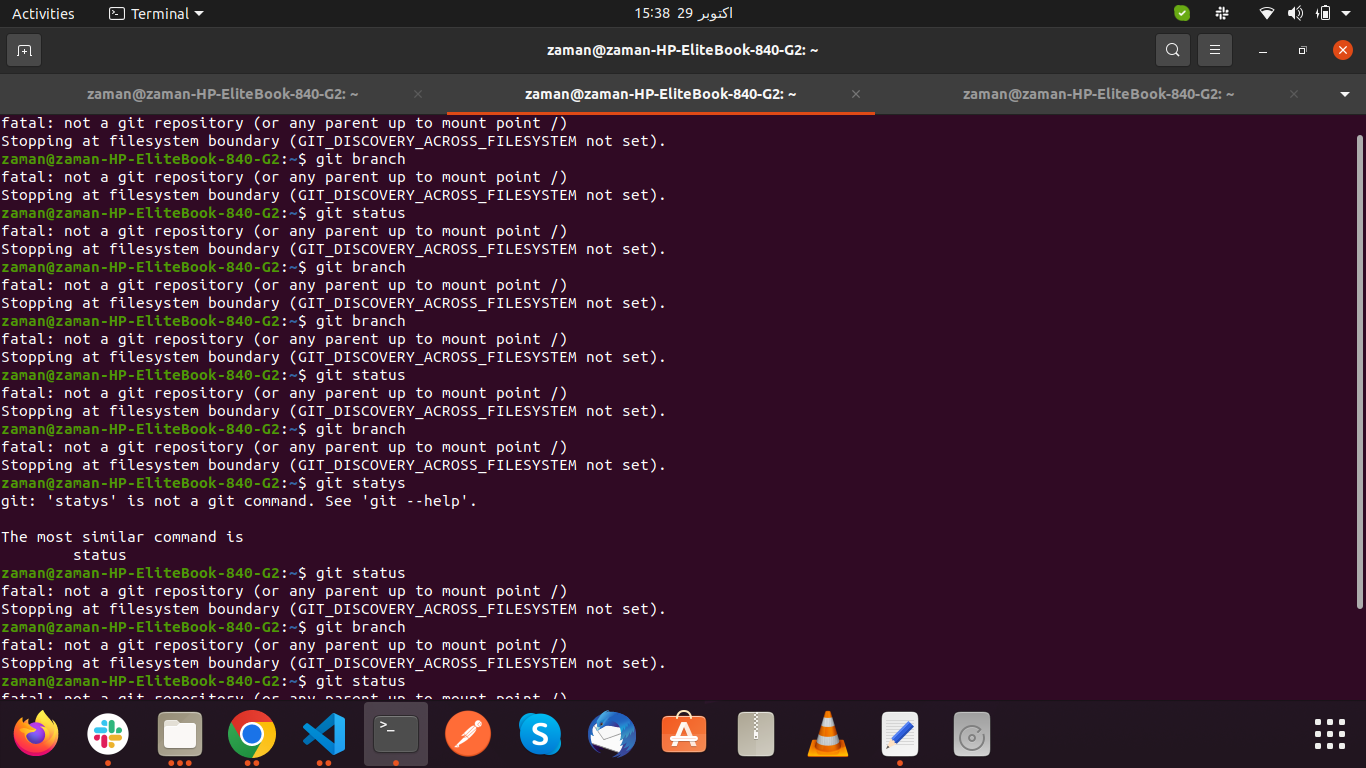 Activities
Terminal
15:38 29 اکتوبر
zaman@zaman-HP-EliteBook-840-G2: ~
zaman@zaman-HP-EliteBook-840-G2: ~
zaman@zaman-HP-EliteBook-840-G2: ~
zaman@zaman-HP-EliteBook-840-G2: ~
fatal: not a git repository (or any parent up to mount point /)
Stopping at filesystem boundary (GIT_DISCOVERY_ACROSS_FILESYSTEM not set).
zaman@zaman-HP-EliteBook-840-G2:~$ git branch
fatal: not a git repository (or any parent up to mount point /)
Stopping at filesystem boundary (GIT_DISCOVERY_ACROSS_FILESYSTEM not set).
zaman@zaman-HP-EliteBook-840-G2:~$ git status
fatal: not a git repository (or any parent up to mount point /)
Stopping at filesystem boundary (GIT_DISCOVERY_ACROSS_FILESYSTEM not set).
zaman@zaman-HP-EliteBook-840-G2:~$ git branch
fatal: not a git repository (or any parent up to mount point /)
Stopping at filesystem boundary (GIT_DISCOVERY_ACROSS_FILESYSTEM not set).
zaman@zaman-HP-EliteBook-840-G2:~$ git branch
fatal: not a git repository (or any parent up to mount point /)
Stopping at filesystem boundary (GIT_DISCOVERY_ACROSS_FILESYSTEM not set).
zaman@zaman-HP-EliteBook-840-G2:~$ git status
fatal: not a git repository (or any parent up to mount point /)
Stopping at filesystem boundary (GIT_DISCOVERY_ACROSS_FILESYSTEM not set).
zaman@zaman-HP-EliteBook-840-G2:~$ git branch
fatal: not a git repository (or any parent up to mount point /)
Stopping at filesystem boundary (GIT_DISCOVERY_ACROSS_FILESYSTEM not set).
zaman@zaman-HP-EliteBook-840-G2:~$ git statys
git: 'statys' is not a git command. See 'git --help'.

The most similar command is
        status
zaman@zaman-HP-EliteBook-840-G2:~$ git status
fatal: not a git repository (or any parent up to mount point /)
Stopping at filesystem boundary (GIT_DISCOVERY_ACROSS_FILESYSTEM not set).
zaman@zaman-HP-EliteBook-840-G2:~$ git branch
fatal: not a git repository (or any parent up to mount point /)
Stopping at filesystem boundary (GIT_DISCOVERY_ACROSS_FILESYSTEM not set).
zaman@zaman-HP-EliteBook-840-G2:~$ git status
fatal: not a git repository (or any parent up to mount point /)